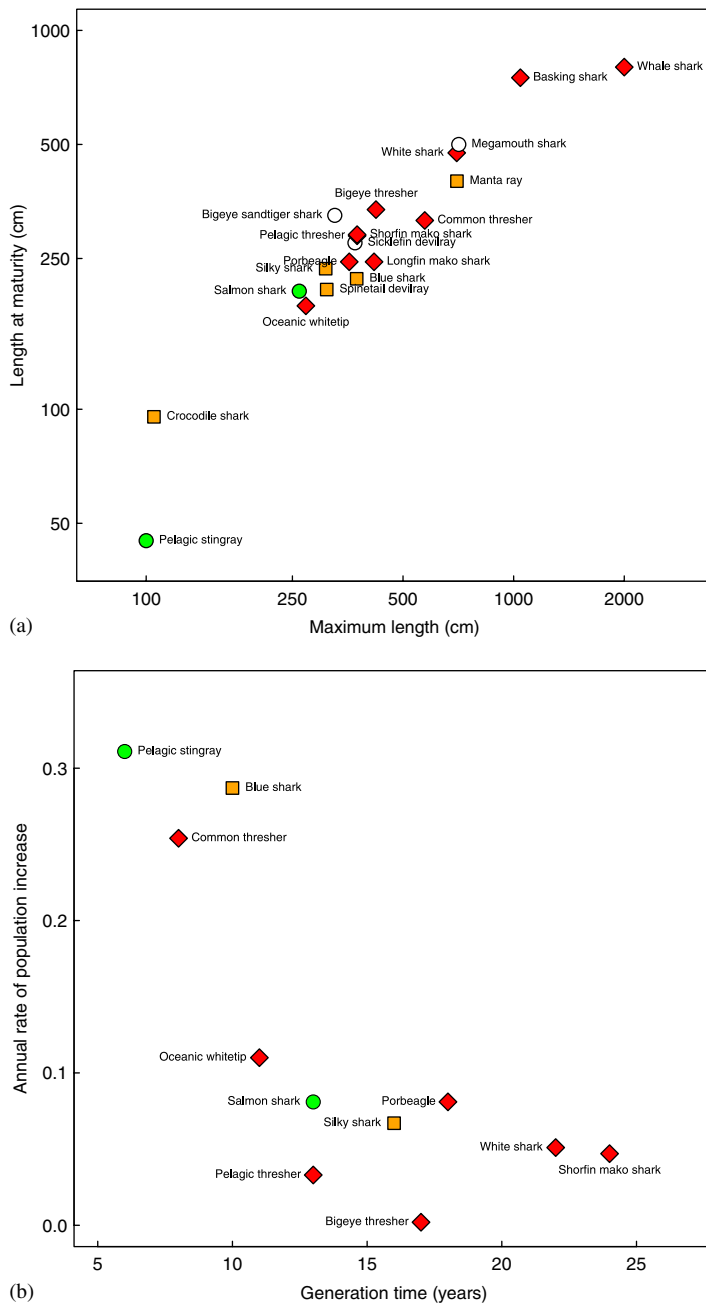 1000
Whale shark
Basking shark
500
Megamouth shark
White shark
Manta ray
Bigeye thresher
Bigeye sandtiger shark
Common thresher
Pelagic thresher
Shorfin mako shark
Sicklefin devilray
250
Porbeagle
Longfin mako shark
Silky shark
Blue shark
Salmon shark
Spinetail devilray
Oceanic whitetip
100
Crocodile shark
50
Pelagic stingray
Length at maturity (cm)
100 250 500 1000 2000
(a)
Maximum length (cm)
0.3
Pelagic stingray
Blue shark
Common thresher
0.2
Oceanic whitetip
0.1
Salmon shark
Porbeagle
Silky shark
White shark
Shorfin mako shark
Pelagic thresher
Bigeye thresher
0.0
Annual rate of population increase
5 10 15 20 25
(b)
Generation time (years)